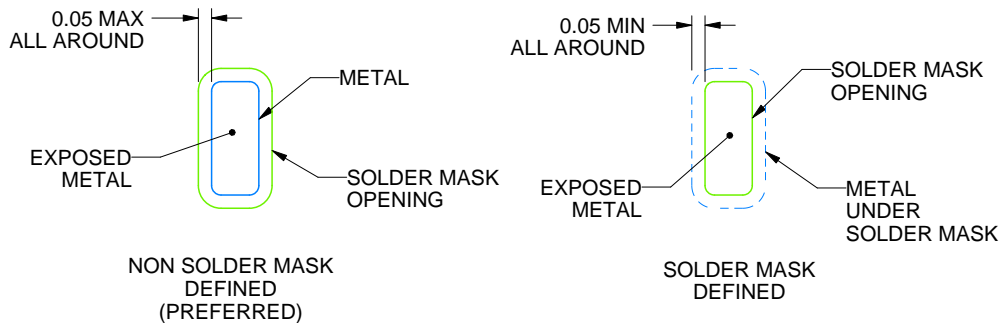 0.05 MAX
ALL AROUND
METAL
EXPOSED
METAL
SOLDER MASK
OPENING
NON SOLDER MASK
DEFINED
(PREFERRED)
0.05 MIN
ALL AROUND
SOLDER MASK
OPENING
EXPOSED
METAL
METAL
UNDER
SOLDER MASK
SOLDER MASK
DEFINED